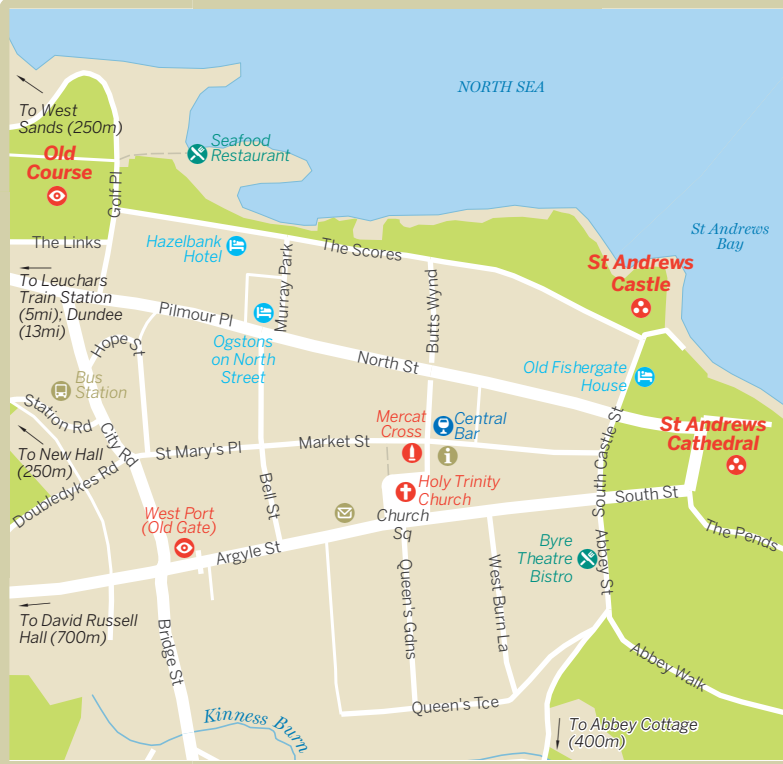 NORTH SEA
To West
Sands (250m)
Old
Course
Seafood
Restaurant
Golf Pl
The Links
Hazelbank
Hotel
The Scores
St Andrews
Bay
St Andrews
Castle
To Leuchars
Train Station
(5mi); Dundee
(13mi)
Murray Park
Butts Wynd
Pilmour Pl
Hope St
Ogstons
on North
Street
North St
Old Fishergate
House
Bus
Station
Station Rd
City Rd
To New Hall
(250m)
Doubledykes Rd
St Mary's Pl
Market St
Mercat
Cross
Central
Bar
South Castle St
St Andrews
Cathedral
Bell St
Holy Trinity
Church
Church
Sq
South St
West Port
(Old Gate)
Argyle St
The Pends
Byre
Theatre
Bistro
Abbey St
Queen's Gdns
West Burn La
To David Russell
Hall (700m)
Bridge St
Abbey Walk
Queen's Tce
Kinness Burn
To Abbey Cottage
(400m)